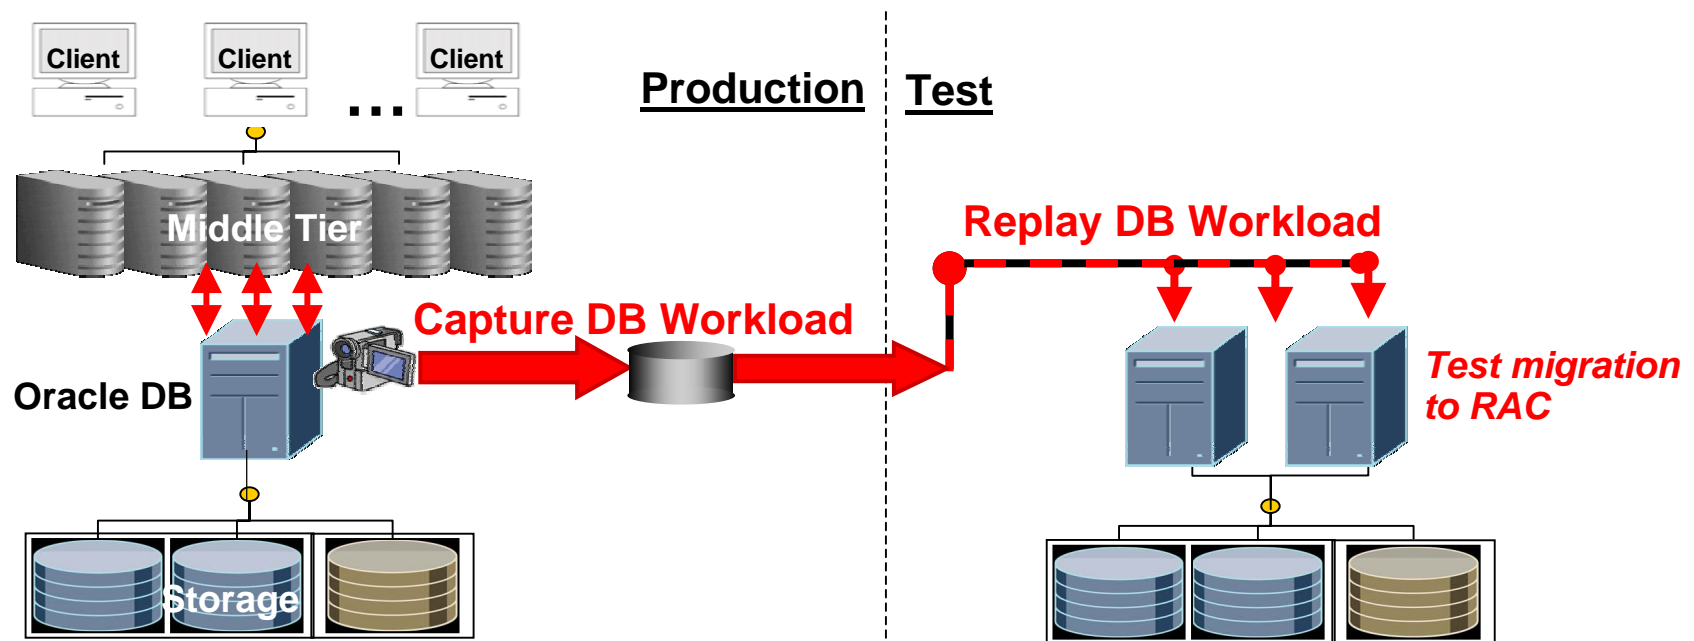 Client
Client
Client
...
Production
Test
Middle Tier
Replay DB Workload
Capture DB Workload
Oracle DB
Test migration
to RAC
Storage